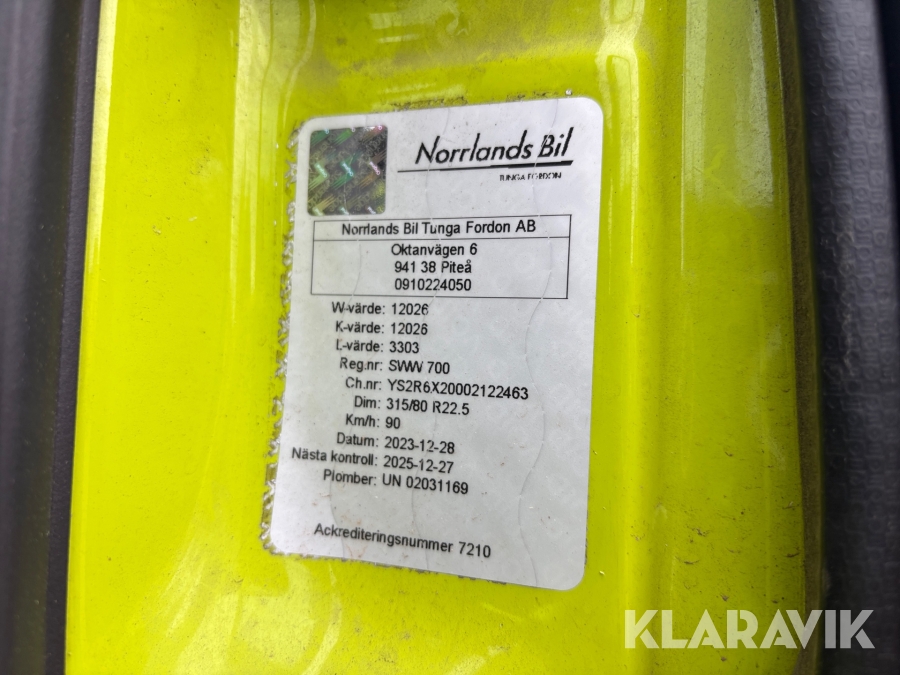 Norrlands Bil
TUNGA FORDON
Norrlands Bil Tunga Fordon AB
Oktanvägen 6
941 38 Piteå
0910224050
W-värde: 12026
K-värde: 12026
L-värde: 3303
Reg.nr: SWW 700
Ch.nr: YS2R6X20002122463
Dim: 315/80 R22.5
Km/h: 90
Datum: 2023-12-28
Nästa kontroll: 2025-12-27
Plomber: UN 02031169
Ackrediteringsnummer 7210
KLARAVIK